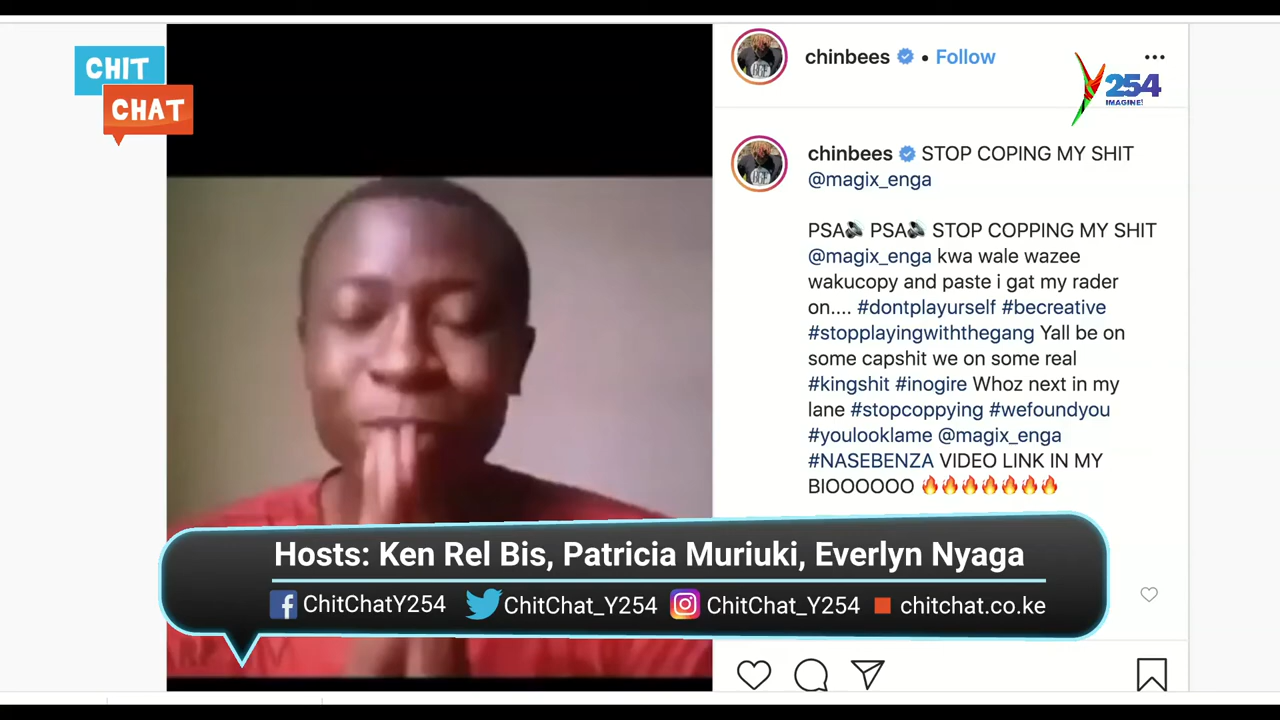 CHIT
CHAT
chinbees • Follow
254
IMAGINE!
chinbees STOP COPING MY SHIT
@magix_enga
PSA🔊 PSA🔊 STOP COPPING MY SHIT
@magix_enga kwa wale wazee
wakucopy and paste i gat my rader
on.... #dontplayurself #becreative
#stopplayingwiththegang Yall be on
some capshit we on some real
#kingshit #inogire Whoz next in my
lane #stopcoppying #wefoundyou
#youlooklame @magix_enga
#NASEBENZA VIDEO LINK IN MY
BIOOOOOO 🔥🔥🔥🔥🔥🔥🔥
Hosts: Ken Rel Bis, Patricia Muriuki, Everlyn Nyaga
ChitChatY254 ChitChat_Y254 ChitChat_Y254 chitchat.co.ke